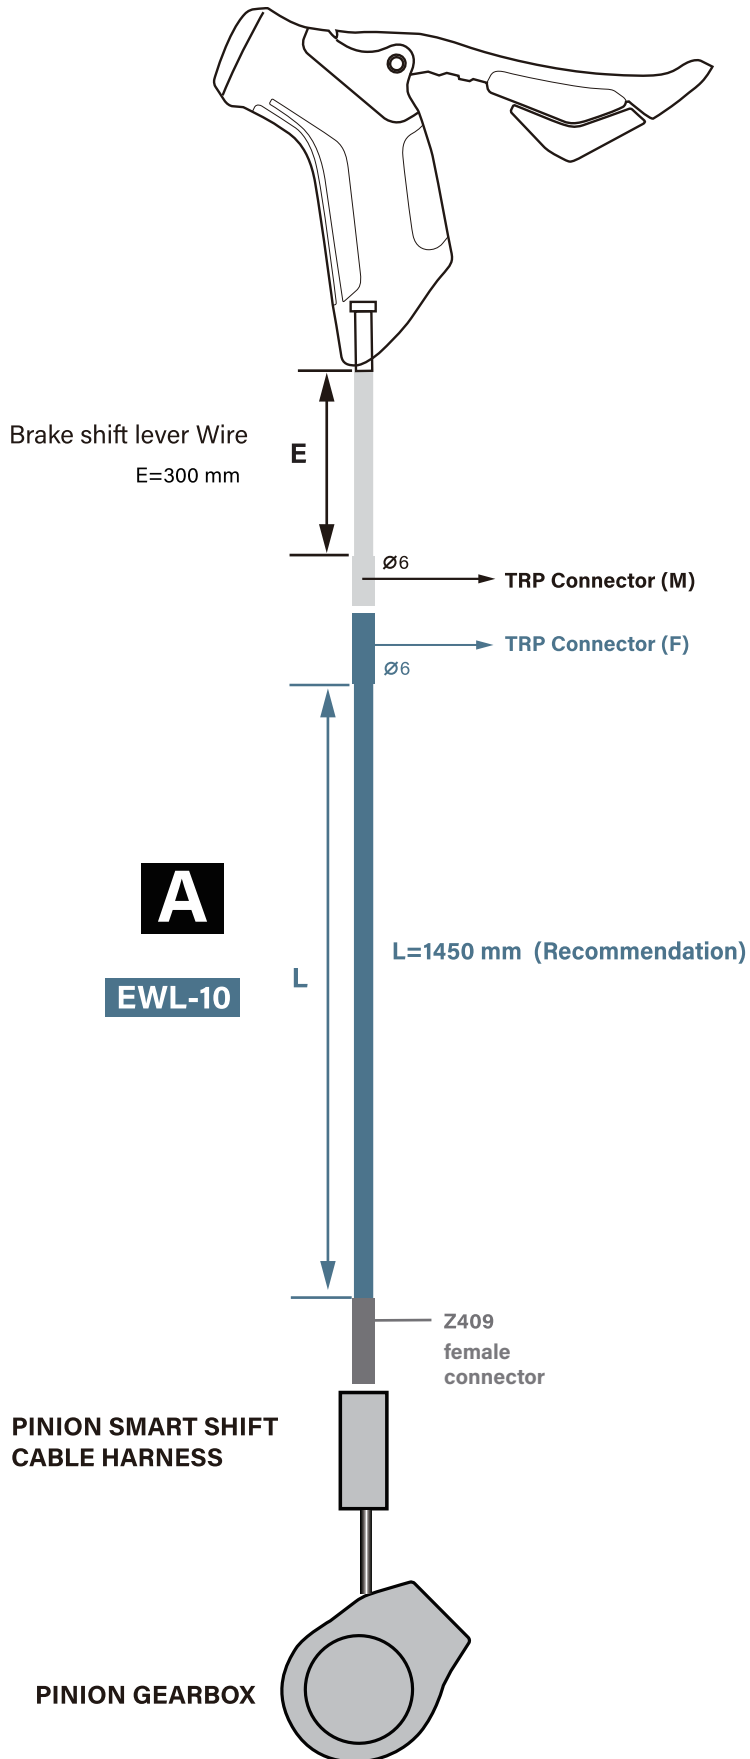 Brake shift lever Wire
E=300 mm
E
Ø6
TRP Connector (M)
TRP Connector (F)
Ø6
A
EWL-10
L
L=1450 mm (Recommendation)
Z409
female
connector
PINION SMART SHIFT
CABLE HARNESS
PINION GEARBOX